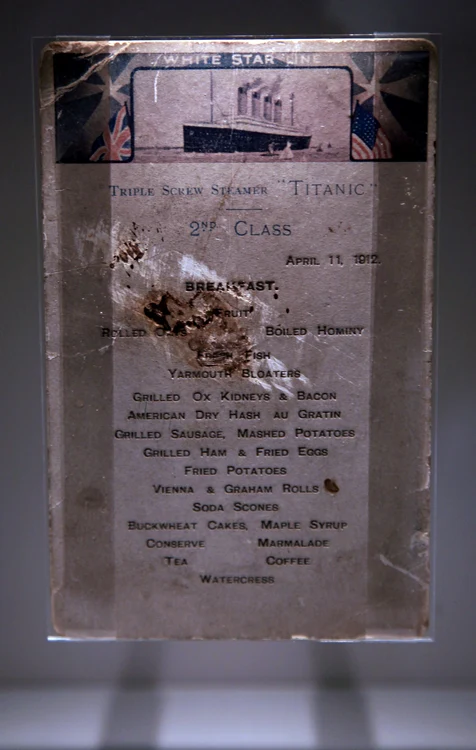 WHITE STAR LINE
TRIPLE SCREW STEAMER "TITANIC"
2ND CLASS
APRIL 11, 1912.
BREAKFAST.
FRUIT
ROLLED OATS BOILED HOMINY
FRESH FISH
YARMOUTH BLOATERS
GRILLED OX KIDNEYS & BACON
AMERICAN DRY HASH AU GRATIN
GRILLED SAUSAGE, MASHED POTATOES
GRILLED HAM & FRIED EGGS
FRIED POTATOES
VIENNA & GRAHAM ROLLS
SODA SCONES
BUCKWHEAT CAKES, MAPLE SYRUP
CONSERVE MARMALADE
TEA COFFEE
WATERCRESS